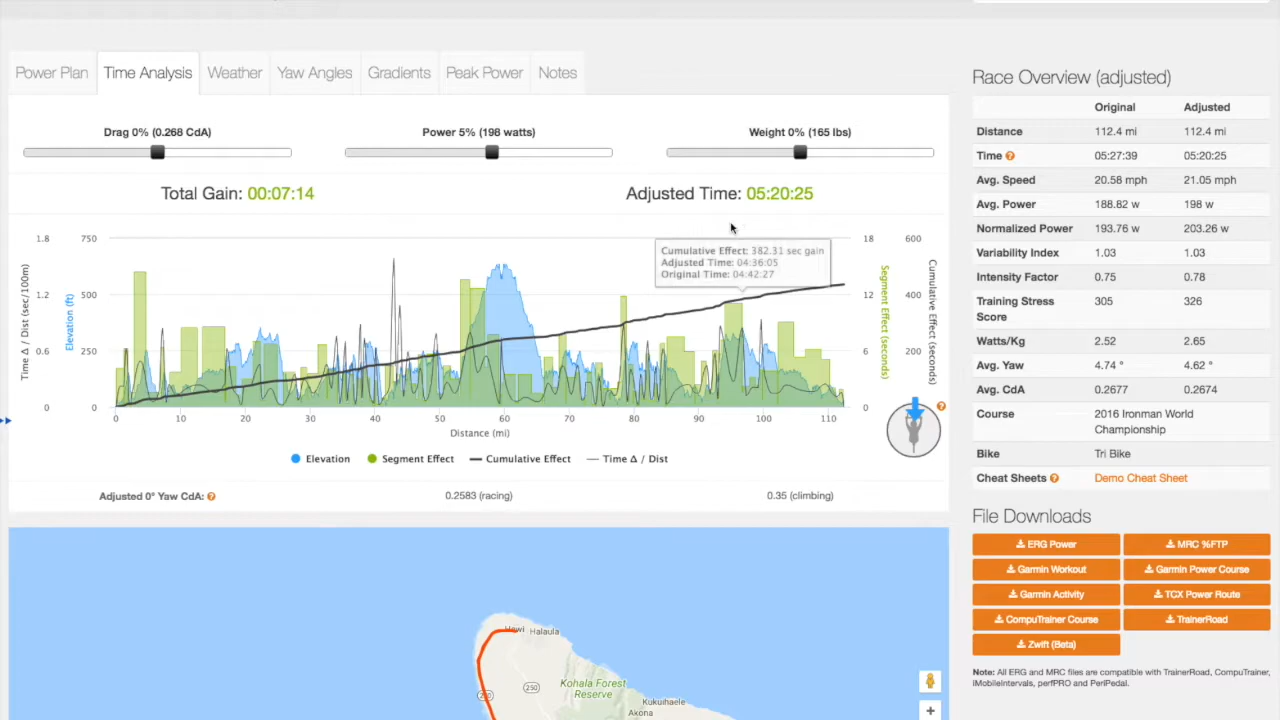 Power Plan
Time Analysis
Weather
Yaw Angles
Gradients
Peak Power
Notes
Drag 0% (0.268 CdA)
Power 5% (198 watts)
Weight 0% (165 lbs)
Total Gain: 00:07:14
Adjusted Time: 05:20:25
1.8 750 18 600
1.2 500 12 400
0.6 250 6 200
0 0 0
Time Δ / Dist (sec/100m)
Elevation (ft)
Segment Effect (seconds)
Cumulative Effect (seconds)
Cumulative Effect: 382.31 sec gain
Adjusted Time: 04:36:05
Original Time: 04:42:27
0 10 20 30 40 50 60 70 80 90 100 110
Distance (mi)
Elevation Segment Effect Cumulative Effect Time Δ / Dist
Adjusted 0° Yaw CdA: ? 0.2583 (racing) 0.35 (climbing)
Hawi Halaula
250
Kohala Forest
Reserve
Kukuihaele
Akona
+
Race Overview (adjusted)
Original Adjusted
Distance 112.4 mi 112.4 mi
Time ? 05:27:39 05:20:25
Avg. Speed 20.58 mph 21.05 mph
Avg. Power 188.82 w 198 w
Normalized Power 193.76 w 203.26 w
Variability Index 1.03 1.03
Intensity Factor 0.75 0.78
Training Stress 305 326
Score
Watts/Kg 2.52 2.65
Avg. Yaw 4.74 ° 4.62 °
Avg. CdA 0.2677 0.2674
Course 2016 Ironman World
Championship
Bike Tri Bike
Cheat Sheets ? Demo Cheat Sheet
File Downloads
ERG Power
MRC %FTP
Garmin Workout
Garmin Power Course
Garmin Activity
TCX Power Route
CompuTrainer Course
TrainerRoad
Zwift (Beta)
Note: All ERG and MRC files are compatible with TrainerRoad, CompuTrainer,
iMobileIntervals, perfPRO and PeriPedal.